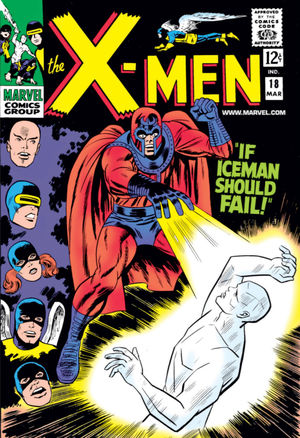 APPROVED
BY THE
COMICS
CODE
AUTHORITY
MARVEL
COMICS
GROUP
the X-MEN
12¢
IND.
18
MAR
WWW.MARVEL.COM
"IF
ICEMAN
SHOULD
FAIL!"